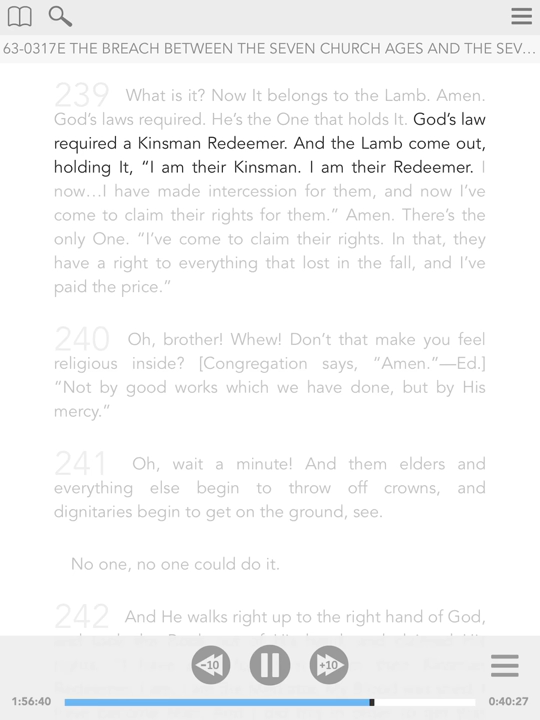 63-0317E THE BREACH BETWEEN THE SEVEN CHURCH AGES AND THE SEV...
239 What is it? Now It belongs to the Lamb. Amen.
God's laws required. He's the One that holds It. God's law
required a Kinsman Redeemer. And the Lamb come out,
holding It, “I am their Kinsman. I am their Redeemer. I
now…I have made intercession for them, and now I've
come to claim their rights for them.” Amen. There's the
only One. “I've come to claim their rights. In that, they
have a right to everything that lost in the fall, and I've
paid the price.”
240 Oh, brother! Whew! Don't that make you feel
religious inside? [Congregation says, “Amen.”—Ed.]
“Not by good works which we have done, but by His
mercy.”
241 Oh, wait a minute! And them elders and
everything else begin to throw off crowns, and
dignitaries begin to get on the ground, see.
No one, no one could do it.
242 And He walks right up to the right hand of God,
-10 +10
1:56:40 0:40:27